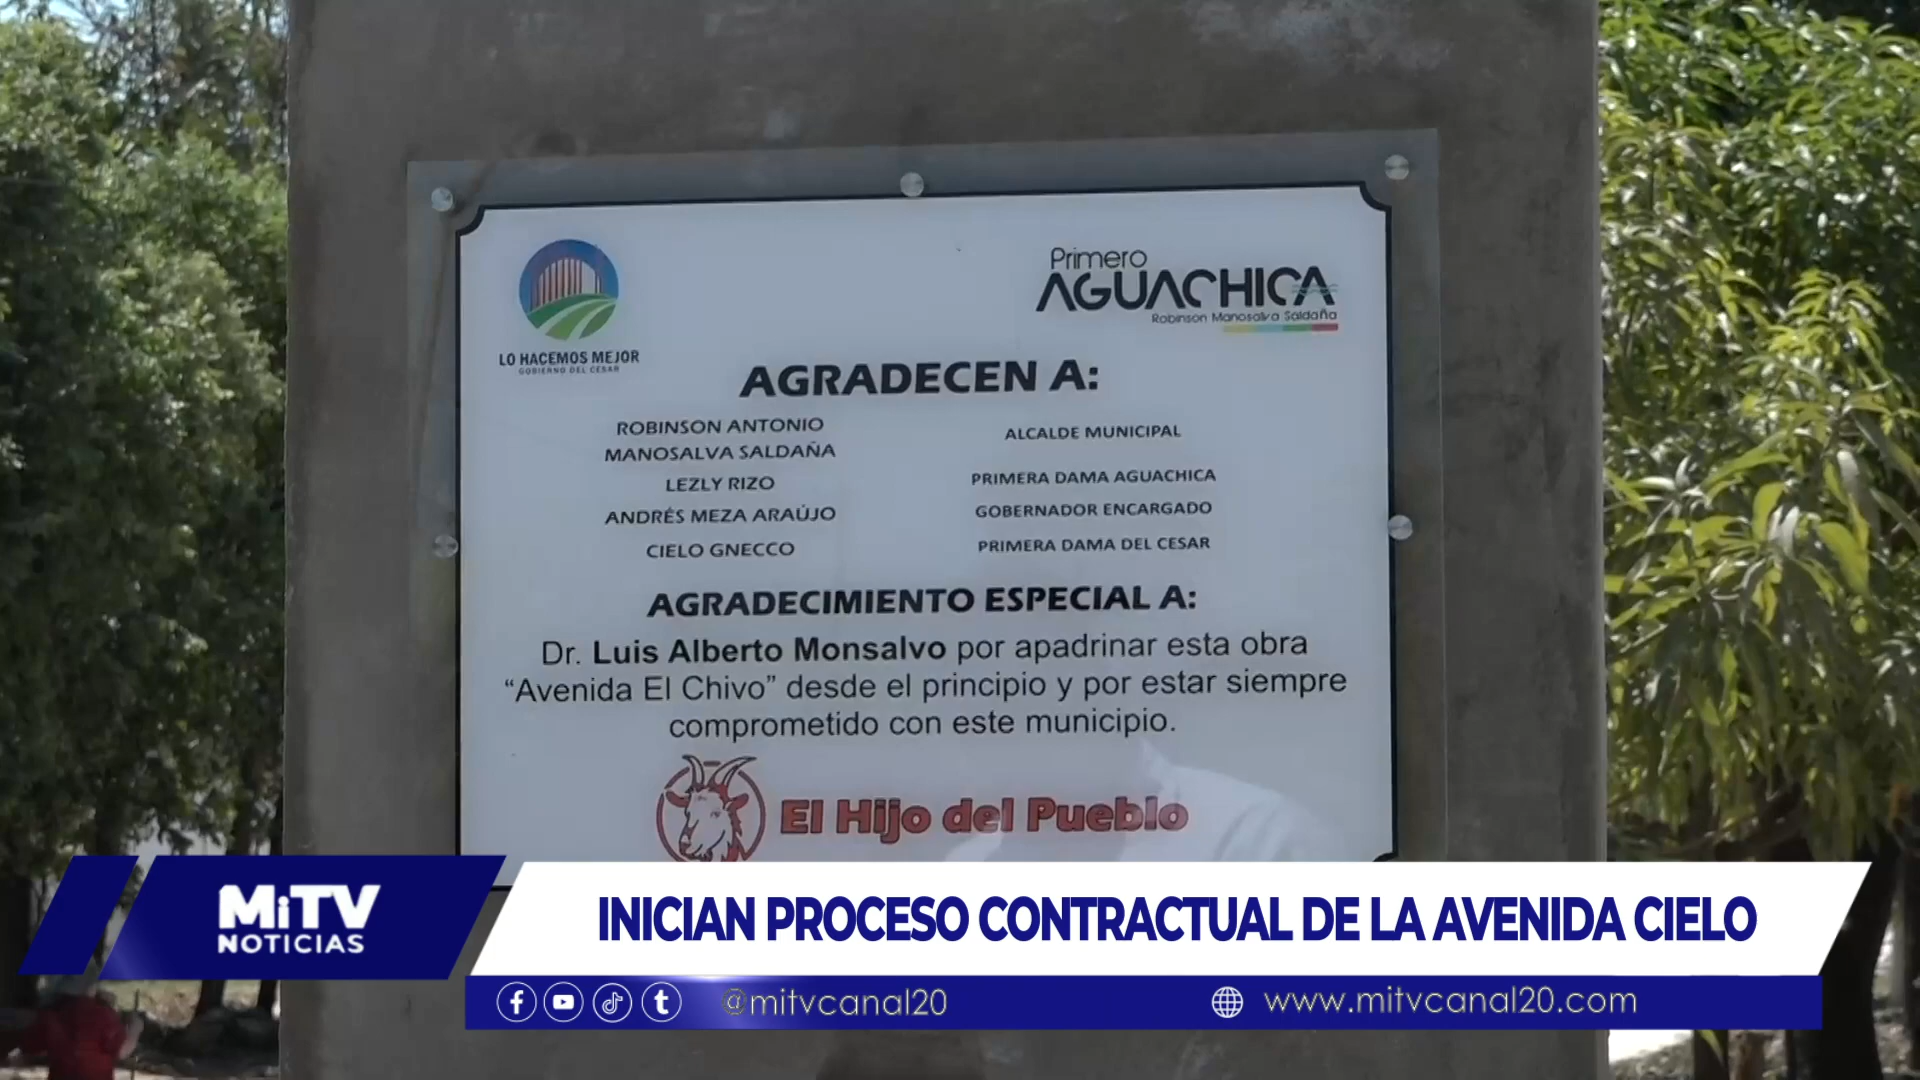 LO HACEMOS MEJOR
GOBIERNO DEL CESAR
Primero
AGUACHICA
Robinson Manosalva Saldaña
AGRADECEN A:
ROBINSON ANTONIO
MANOSALVA SALDAÑA
ALCALDE MUNICIPAL
LEZLY RIZO
PRIMERA DAMA AGUACHICA
ANDRÉS MEZA ARAÚJO
GOBERNADOR ENCARGADO
CIELO GNECCO
PRIMERA DAMA DEL CESAR
AGRADECIMIENTO ESPECIAL A:
Dr. Luis Alberto Monsalvo por apadrinar esta obra
“Avenida El Chivo” desde el principio y por estar siempre
comprometido con este municipio.
El Hijo del Pueblo
MiTV
NOTICIAS
INICIAN PROCESO CONTRACTUAL DE LA AVENIDA CIELO
@mitvcanal20
www.mitvcanal20.com